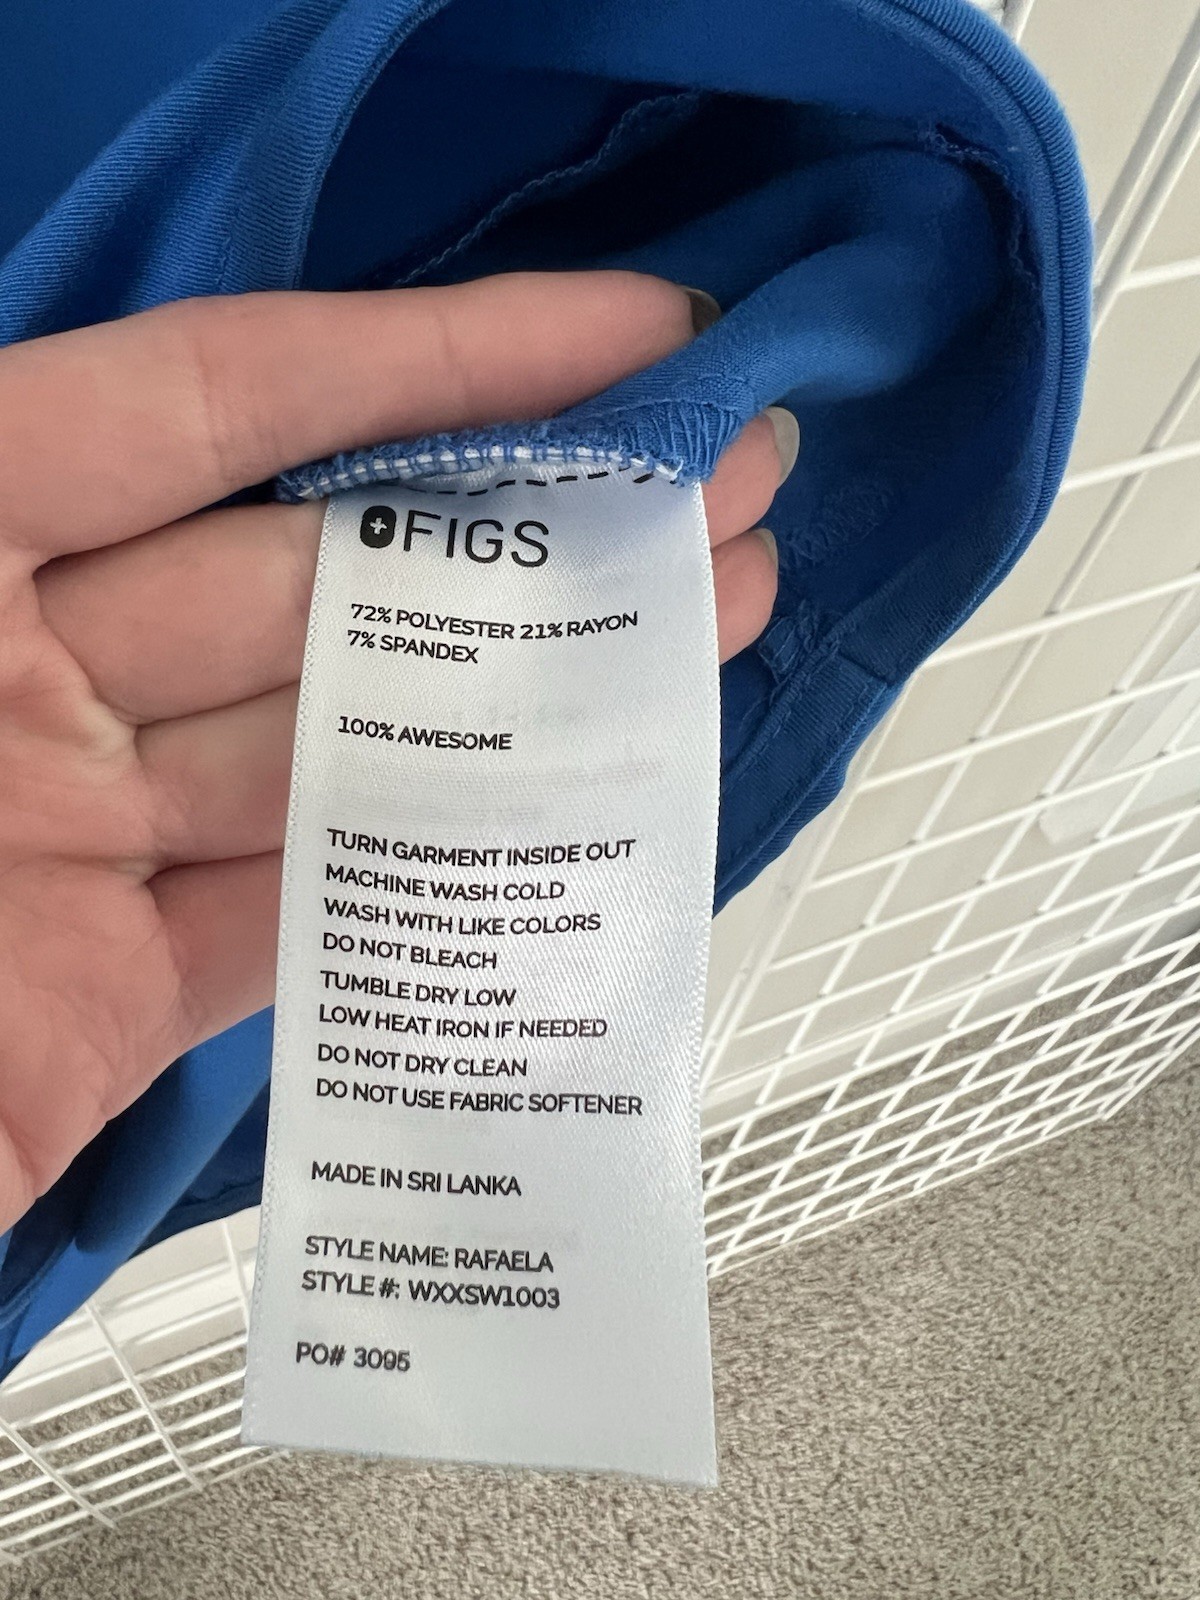 FIGS
72% POLYESTER 21% RAYON
7% SPANDEX
100% AWESOME
TURN GARMENT INSIDE OUT
MACHINE WASH COLD
WASH WITH LIKE COLORS
DO NOT BLEACH
TUMBLE DRY LOW
LOW HEAT IRON IF NEEDED
DO NOT DRY CLEAN
DO NOT USE FABRIC SOFTENER
MADE IN SRI LANKA
STYLE NAME: RAFAELA
STYLE #: WXXSW1003
PO# 3095